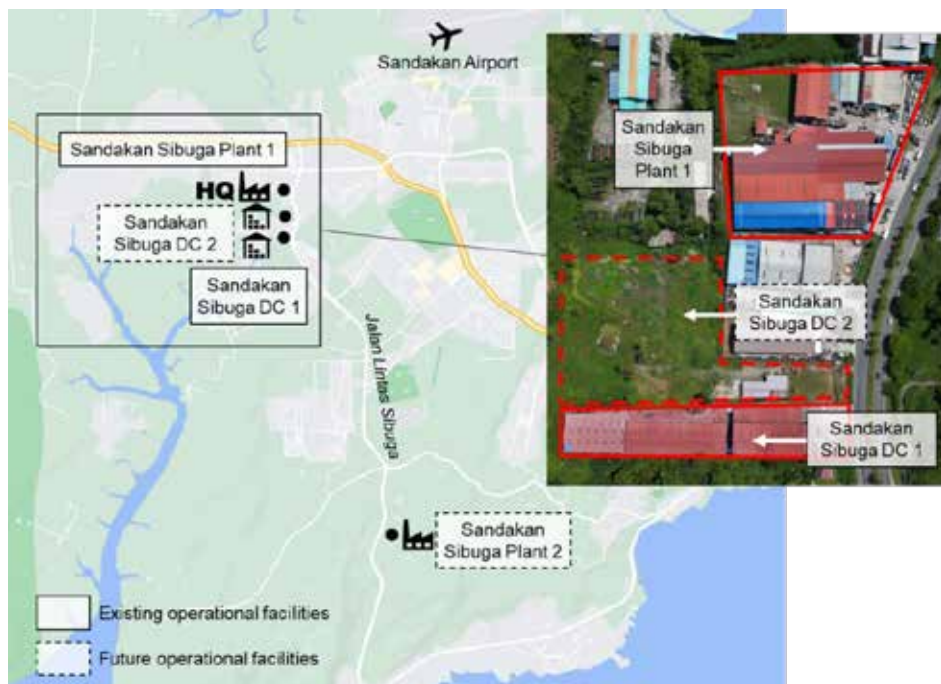 Sandakan Airport
Sandakan Sibuga Plant 1
HQ
Sandakan
Sibuga DC 2
Sandakan
Sibuga DC 1
Jalan Lintas Sibuga
Sandakan
Sibuga Plant 2
Existing operational facilities
Future operational facilities
Sandakan
Sibuga
Plant 1
Sandakan
Sibuga DC 2
Sandakan
Sibuga DC 1